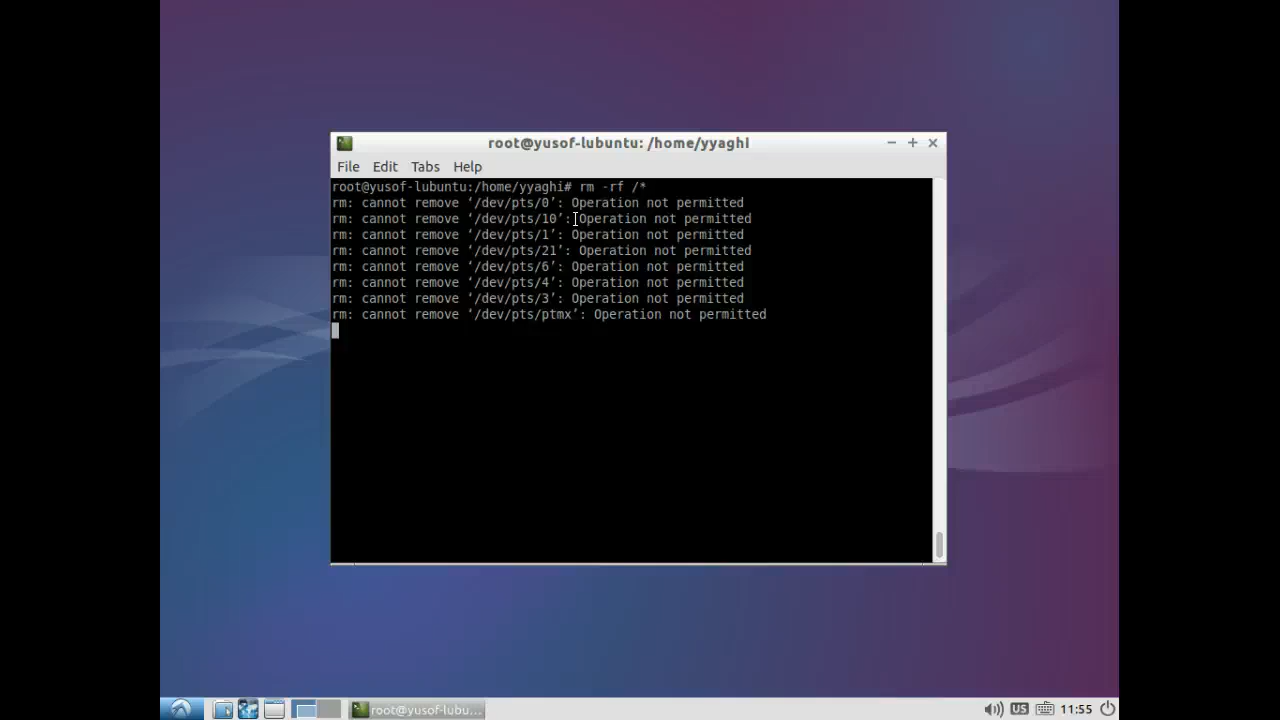 root@yusof-lubuntu: /home/yyaghi
File Edit Tabs Help
root@yusof-lubuntu:/home/yyaghi# rm -rf /*
rm: cannot remove ‘/dev/pts/0’: Operation not permitted
rm: cannot remove ‘/dev/pts/10’: Operation not permitted
rm: cannot remove ‘/dev/pts/1’: Operation not permitted
rm: cannot remove ‘/dev/pts/21’: Operation not permitted
rm: cannot remove ‘/dev/pts/6’: Operation not permitted
rm: cannot remove ‘/dev/pts/4’: Operation not permitted
rm: cannot remove ‘/dev/pts/3’: Operation not permitted
rm: cannot remove ‘/dev/pts/ptmx’: Operation not permitted
root@yusof-lubu... US 11:55